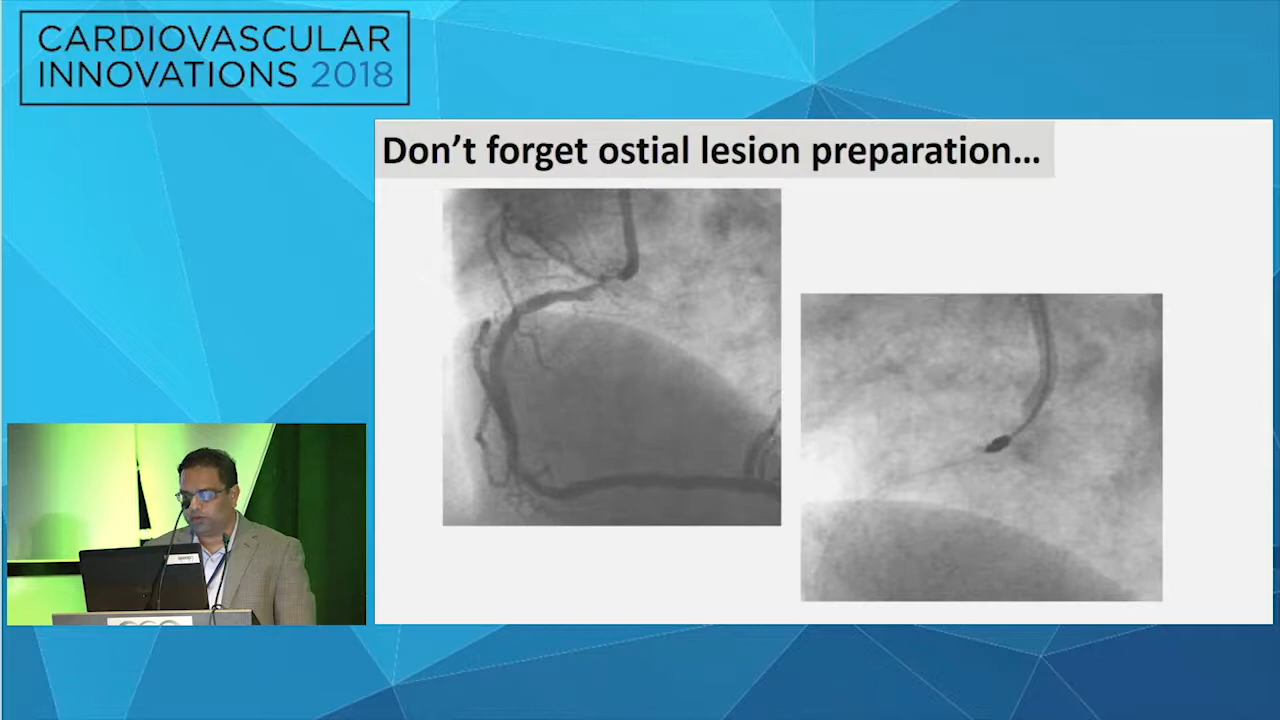 CARDIOVASCULAR
INNOVATIONS 2018
Don’t forget ostial lesion preparation...